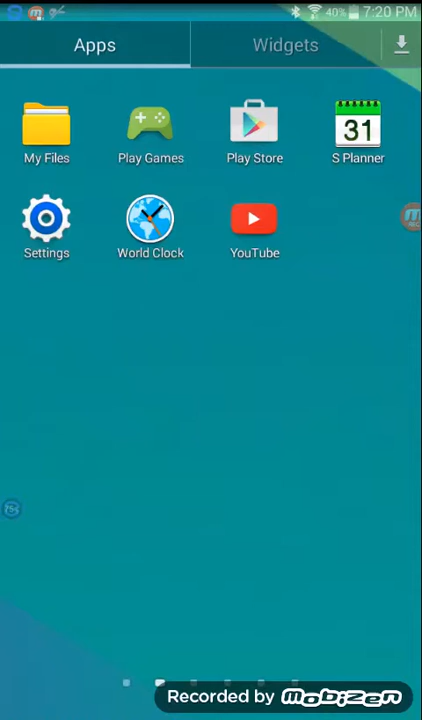 40% 7:20 PM
Apps Widgets
My Files Play Games Play Store 31 S Planner
Settings World Clock YouTube
Recorded by mobizen